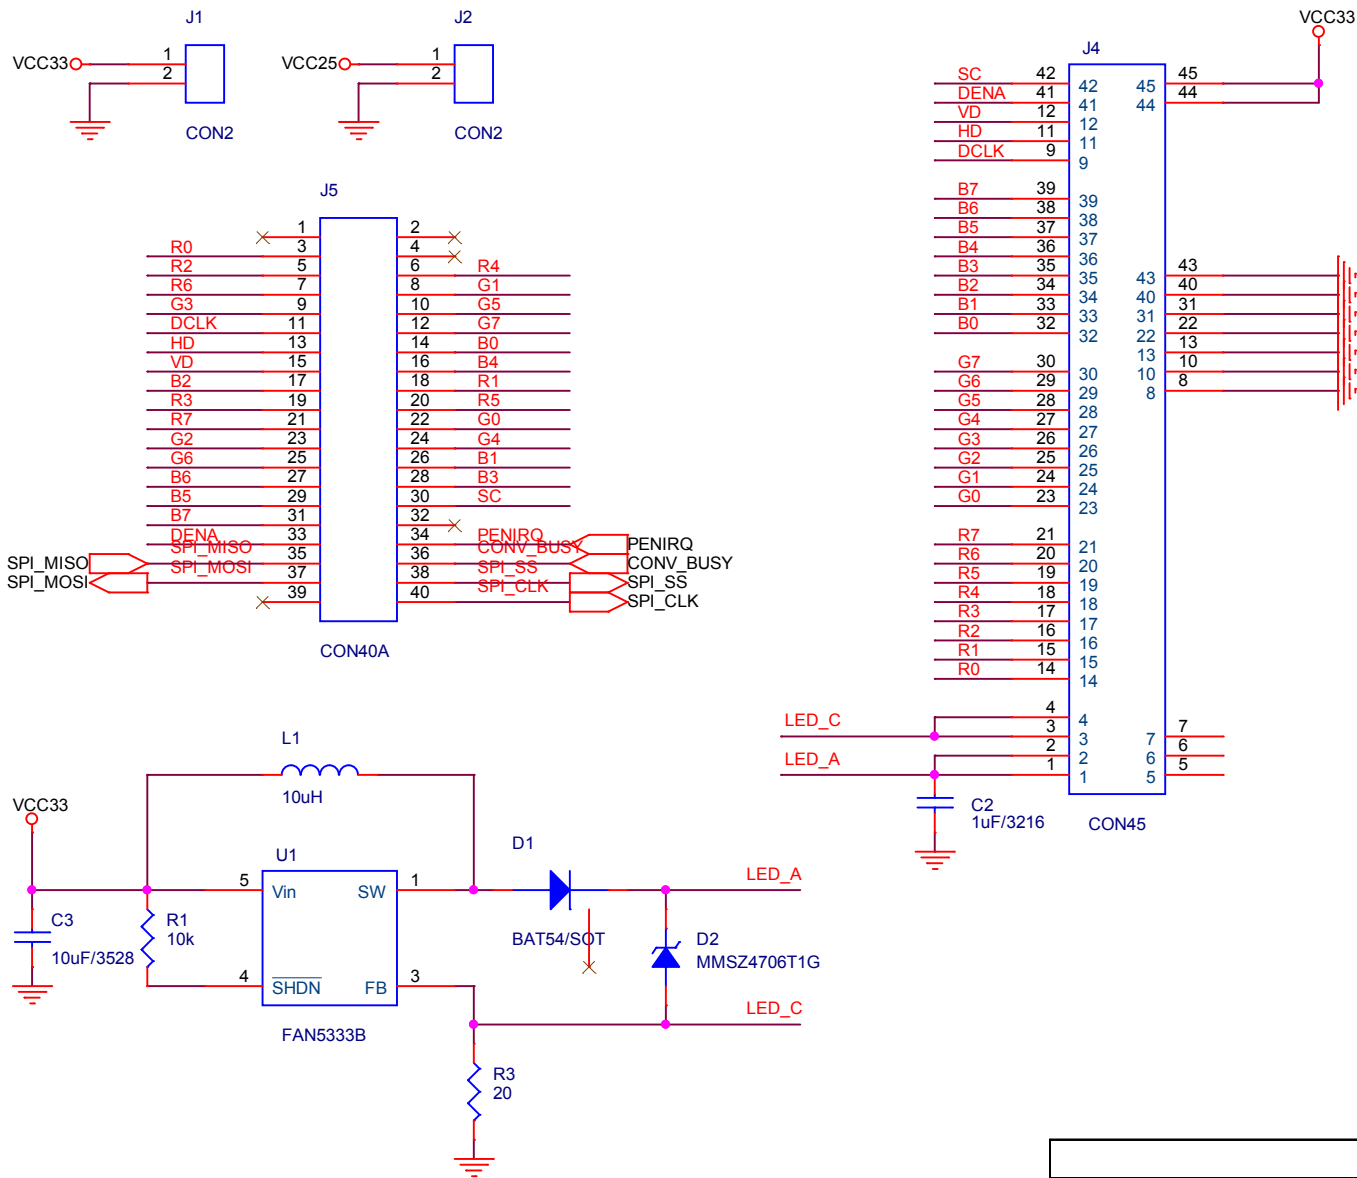 J1
J2
VCC33
1
2
CON2
VCC25
1
2
CON2
VCC33
J4
SC 42 42 45 45
DENA 41 41 44 44
VD 12 12
HD 11 11
DCLK 9 9
B7 39 39
B6 38 38
B5 37 37
B4 36 36
B3 35 35 43 43
B2 34 34 40 40
B1 33 33 31 31
B0 32 32 22 22
13 13
G7 30 30 10 10
G6 29 29 8 8
G5 28 28
G4 27 27
G3 26 26
G2 25 25
G1 24 24
G0 23 23
R7 21 21
R6 20 20
R5 19 19
R4 18 18
R3 17 17
R2 16 16
R1 15 15
R0 14 14
4 4
LED_C 3 3 7 7
2 2 6 6
LED_A 1 1 5 5
C2
1uF/3216
CON45
J5
1 2
R0 3 4
R2 5 6 R4
R6 7 8 G1
G3 9 10 G5
DCLK 11 12 G7
HD 13 14 B0
VD 15 16 B4
B2 17 18 R1
R3 19 20 R5
R7 21 22 G0
G2 23 24 G4
G6 25 26 B1
B6 27 28 B3
B5 29 30 SC
B7 31 32
DENA 33 34 PENIRQ PENIRQ
SPI_MISO SPI_MISO 35 36 CONV_BUSY CONV_BUSY
SPI_MOSI SPI_MOSI 37 38 SPI_SS SPI_SS
39 40 SPI_CLK SPI_CLK
CON40A
L1
10uH
VCC33
U1
D1
5 Vin SW 1
LED_A
C3
10uF/3528
R1
10k
BAT54/SOT
D2
MMSZ4706T1G
4 SHDN FB 3
LED_C
FAN5333B
R3
20